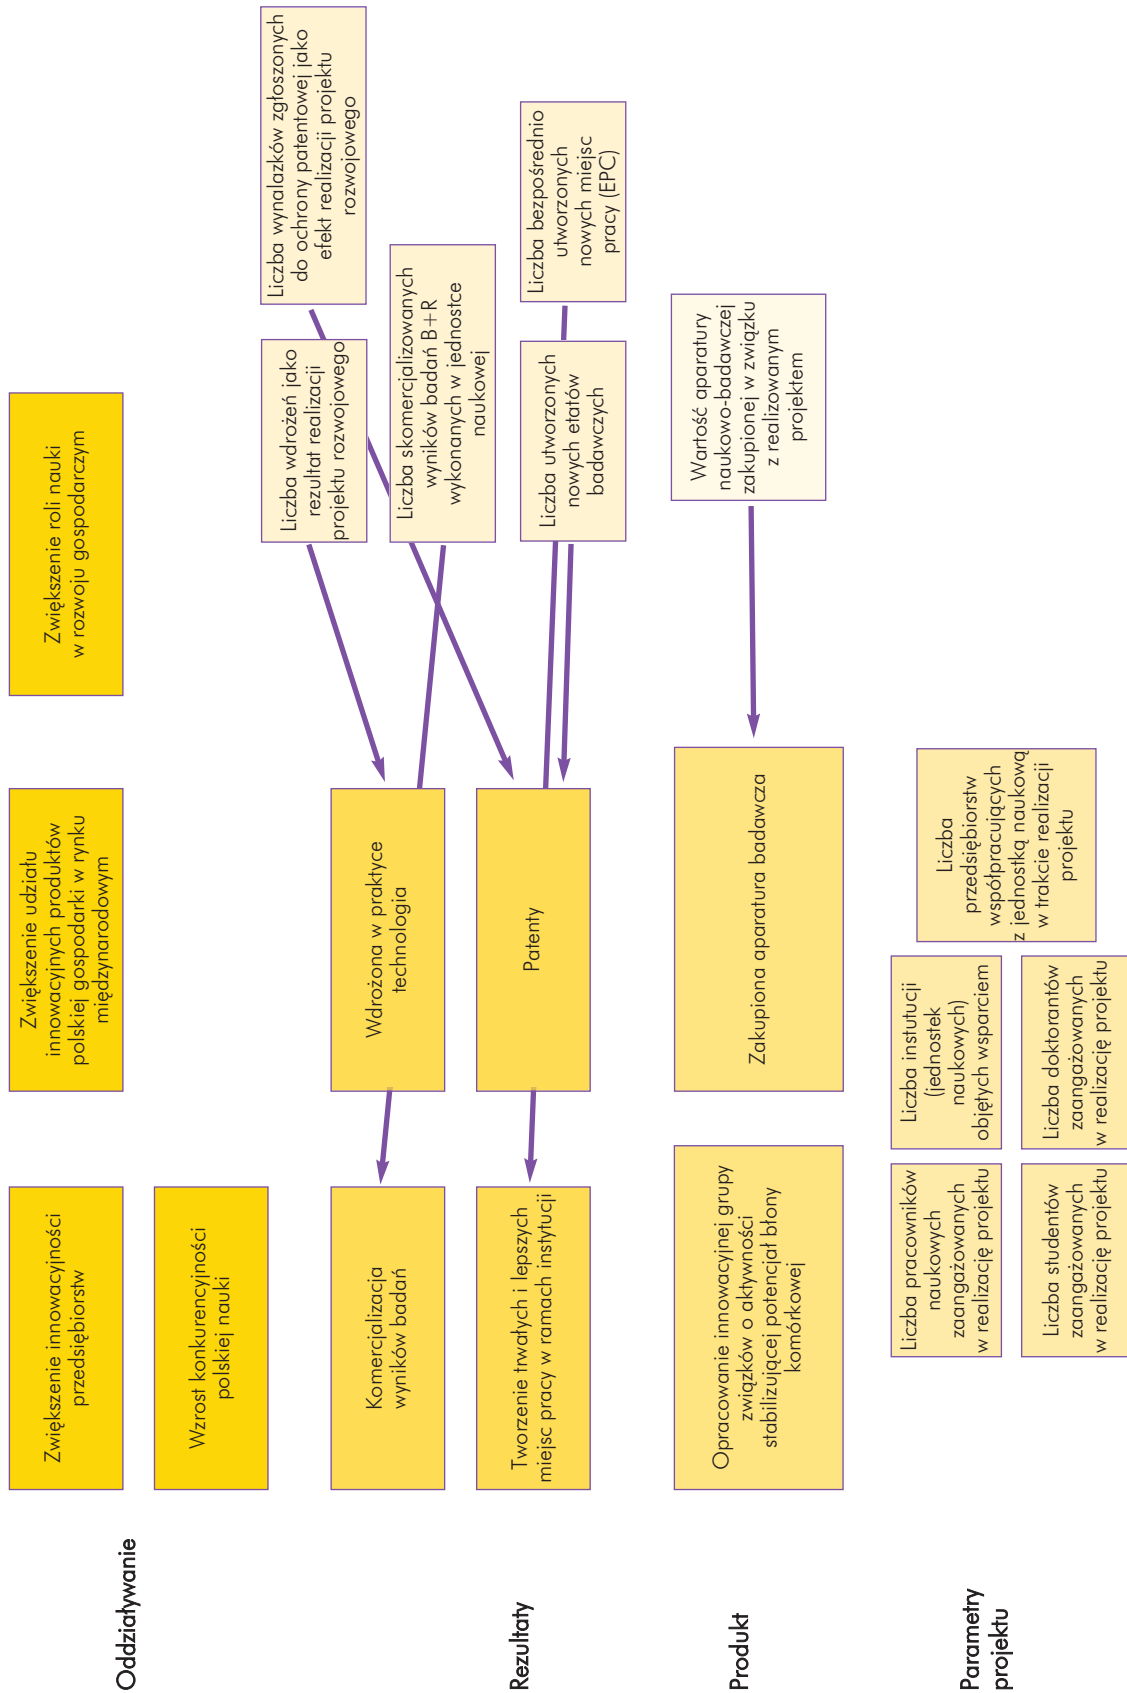 Oddziaływanie
Zwiększenie innowacyjności
przedsiębiorstw
Zwiększenie udziału
innowacyjnych produktów
polskiej gospodarki w rynku
międzynarodowym
Zwiększenie roli nauki
w rozwoju gospodarczym
Wzrost konkurencyjności
polskiej nauki
Rezultaty
Komercjalizacja
wyników badań
Wdrożona w praktyce
technologia
Liczba wdrożeń jako
rezultat realizacji
projektu rozwojowego
Liczba wynalazków zgłoszonych
do ochrony patentowej jako
efekt realizacji projektu
rozwojowego
Liczba skomercjalizowanych
wyników badań B+R
wykonanych w jednostce
naukowej
Tworzenie trwałych i lepszych
miejsc pracy w ramach instytucji
Patenty
Liczba utworzonych
nowych etatów
badawczych
Liczba bezpośrednio
utworzonych
nowych miejsc
pracy (EPC)
Produkt
Opracowanie innowacyjnej grupy
związków o aktywności
stabilizującej potencjał błony
komórkowej
Zakupiona aparatura badawcza
Wartość aparatury
naukowo-badawczej
zakupionej w związku
z realizowanym
projektem
Parametry
projektu
Liczba pracowników
naukowych
zaangażowanych
w realizację projektu
Liczba instutucji
(jednostek
naukowych)
objętych wsparciem
Liczba
przedsiębiorstw
współpracujących
z jednostką naukową
w trakcie realizacji
projektu
Liczba studentów
zaangażowanych
w realizację projektu
Liczba doktorantów
zaangażowanych
w realizację projektu